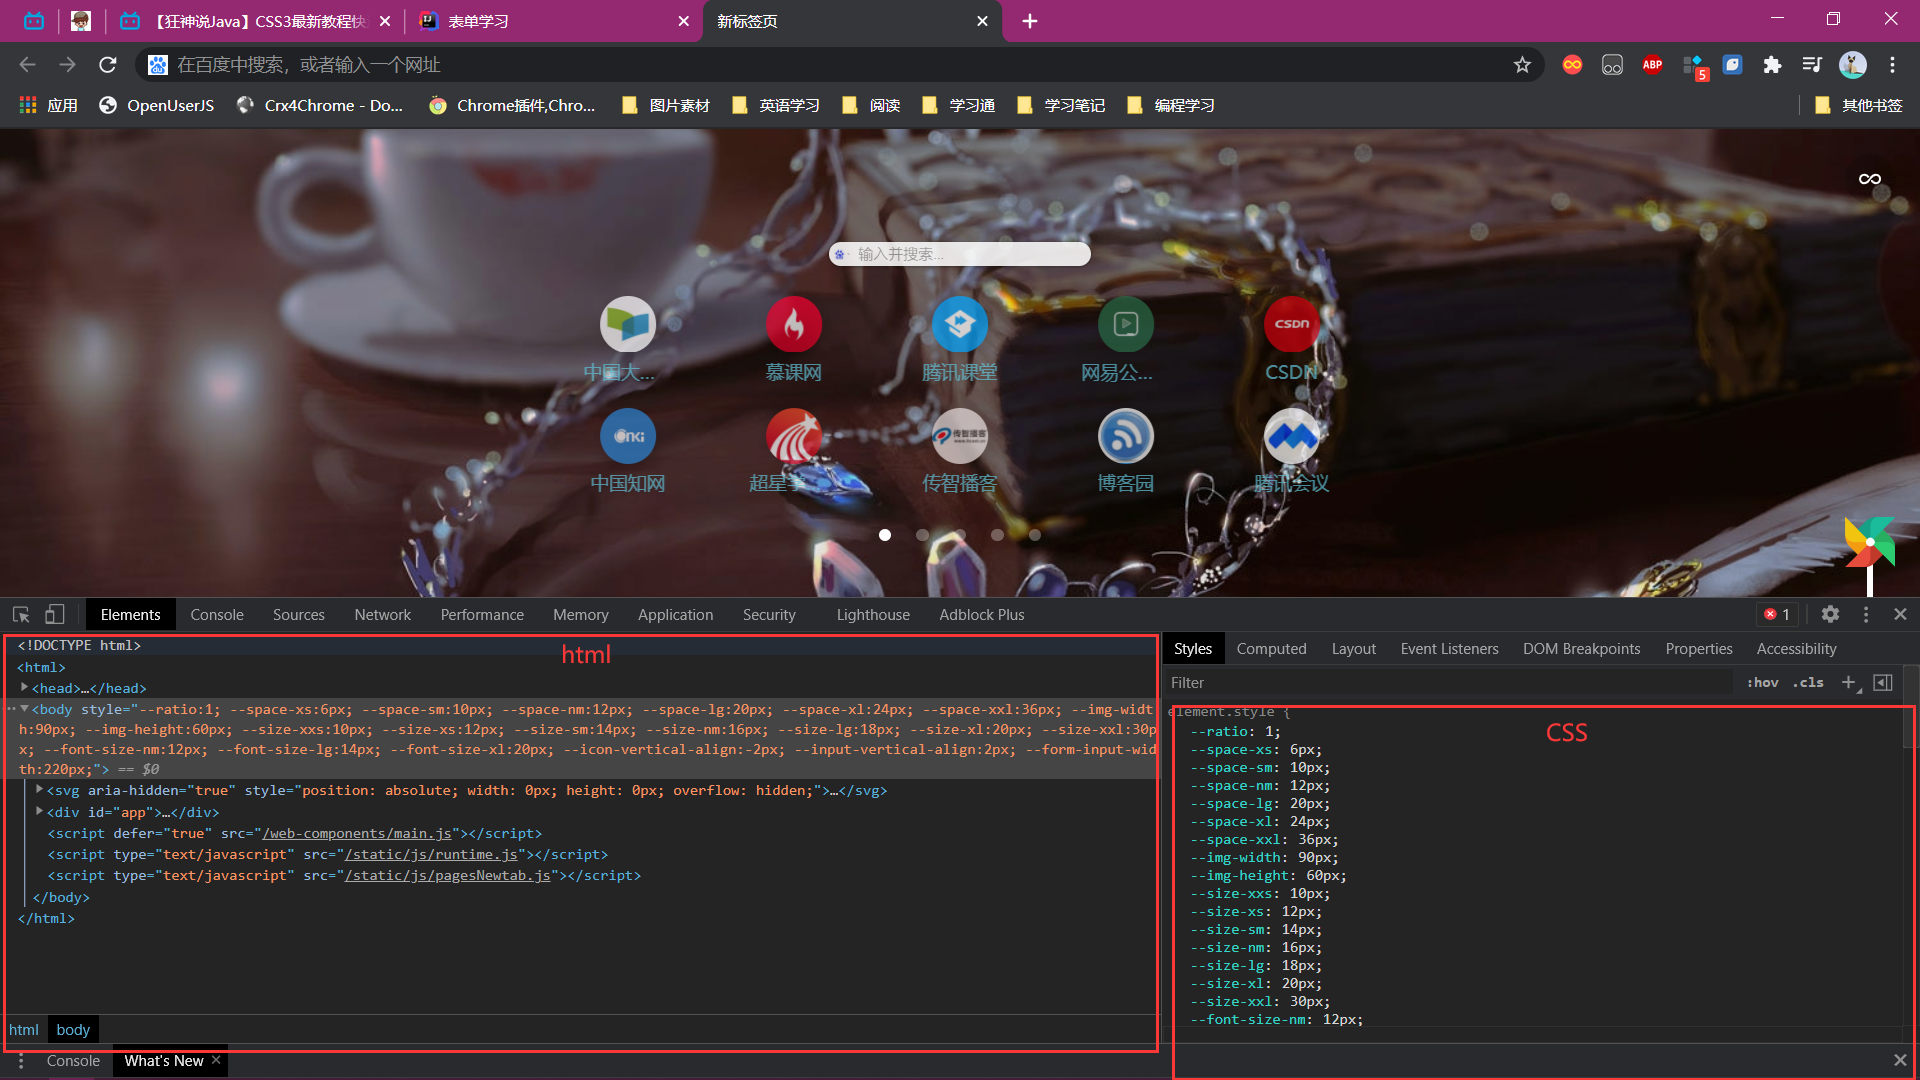 【狂神说Java】CSS3最新教程快
表单学习
新标签页
在百度中搜索，或者输入一个网址
ABP
5
应用
OpenUserJS
Crx4Chrome - Do...
Chrome插件,Chro...
图片素材
英语学习
阅读
学习通
学习笔记
编程学习
其他书签
输入并搜索...
CSDN
中国大...
慕课网
腾讯课堂
网易公...
CSDN
cnki
传智播客
中国知网
超星学
传智播客
博客园
腾讯会议
Elements Console Sources Network Performance Memory Application Security Lighthouse Adblock Plus
1
html
<!DOCTYPE html>
<html>
<head>…</head>
<body style="--ratio:1; --space-xs:6px; --space-sm:10px; --space-nm:12px; --space-lg:20px; --space-xl:24px; --space-xxl:36px; --img-widt
h:90px; --img-height:60px; --size-xxs:10px; --size-xs:12px; --size-sm:14px; --size-nm:16px; --size-lg:18px; --size-xl:20px; --size-xxl:30p
x; --font-size-nm:12px; --font-size-lg:14px; --font-size-xl:20px; --icon-vertical-align:-2px; --input-vertical-align:2px; --form-input-wid
th:220px;"> == $0
<svg aria-hidden="true" style="position: absolute; width: 0px; height: 0px; overflow: hidden;">…</svg>
<div id="app">…</div>
<script defer="true" src="/web-components/main.js"></script>
<script type="text/javascript" src="/static/js/runtime.js"></script>
<script type="text/javascript" src="/static/js/pagesNewtab.js"></script>
</body>
</html>
html body
Console What's New
Styles Computed Layout Event Listeners DOM Breakpoints Properties Accessibility
Filter
:hov .cls
element.style {
CSS
--ratio: 1;
--space-xs: 6px;
--space-sm: 10px;
--space-nm: 12px;
--space-lg: 20px;
--space-xl: 24px;
--space-xxl: 36px;
--img-width: 90px;
--img-height: 60px;
--size-xxs: 10px;
--size-xs: 12px;
--size-sm: 14px;
--size-nm: 16px;
--size-lg: 18px;
--size-xl: 20px;
--size-xxl: 30px;
--font-size-nm: 12px;